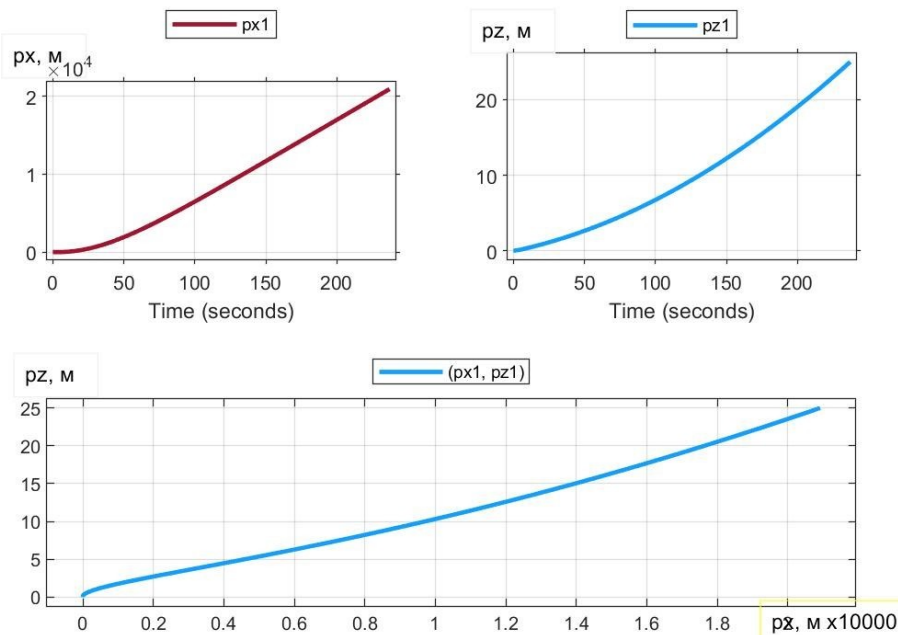 px1
px, м
×10⁴
2
1
0
0 50 100 150 200
Time (seconds)
pz1
pz, м
20
10
0
0 50 100 150 200
Time (seconds)
pz, м
(px1, pz1)
25
20
15
10
5
0
0 0.2 0.4 0.6 0.8 1 1.2 1.4 1.6 1.8 2
px, м x10000